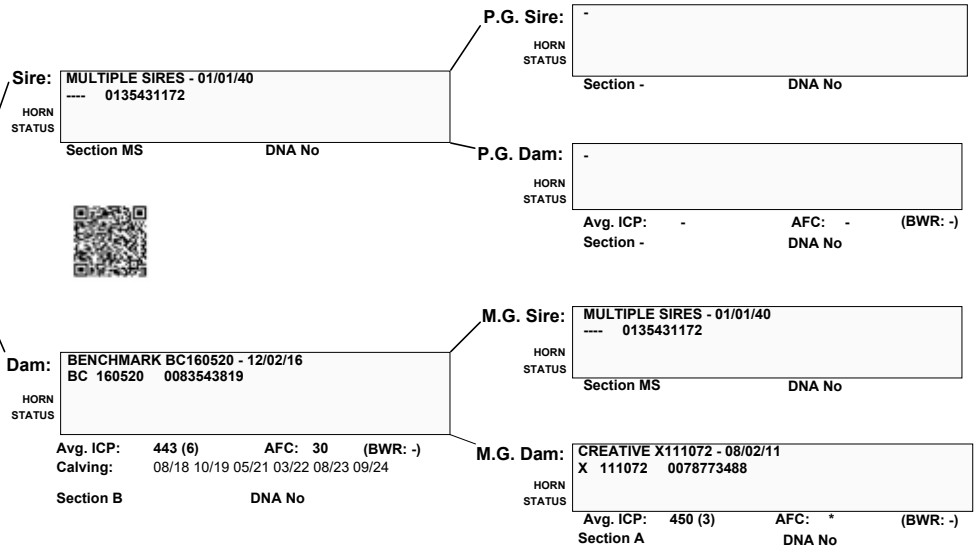 P.G. Sire: -
HORN
STATUS
Section - DNA No
Sire: MULTIPLE SIRES - 01/01/40
---- 0135431172
HORN
STATUS
Section MS DNA No
P.G. Dam: -
HORN
STATUS
Avg. ICP: - AFC: - (BWR: -)
Section - DNA No
M.G. Sire: MULTIPLE SIRES - 01/01/40
---- 0135431172
HORN
STATUS
Section MS DNA No
Dam: BENCHMARK BC160520 - 12/02/16
BC 160520 0083543819
HORN
STATUS
Avg. ICP: 443 (6) AFC: 30 (BWR: -)
Calving: 08/18 10/19 05/21 03/22 08/23 09/24
Section B DNA No
M.G. Dam: CREATIVE X111072 - 08/02/11
X 111072 0078773488
HORN
STATUS
Avg. ICP: 450 (3) AFC: * (BWR: -)
Section A DNA No